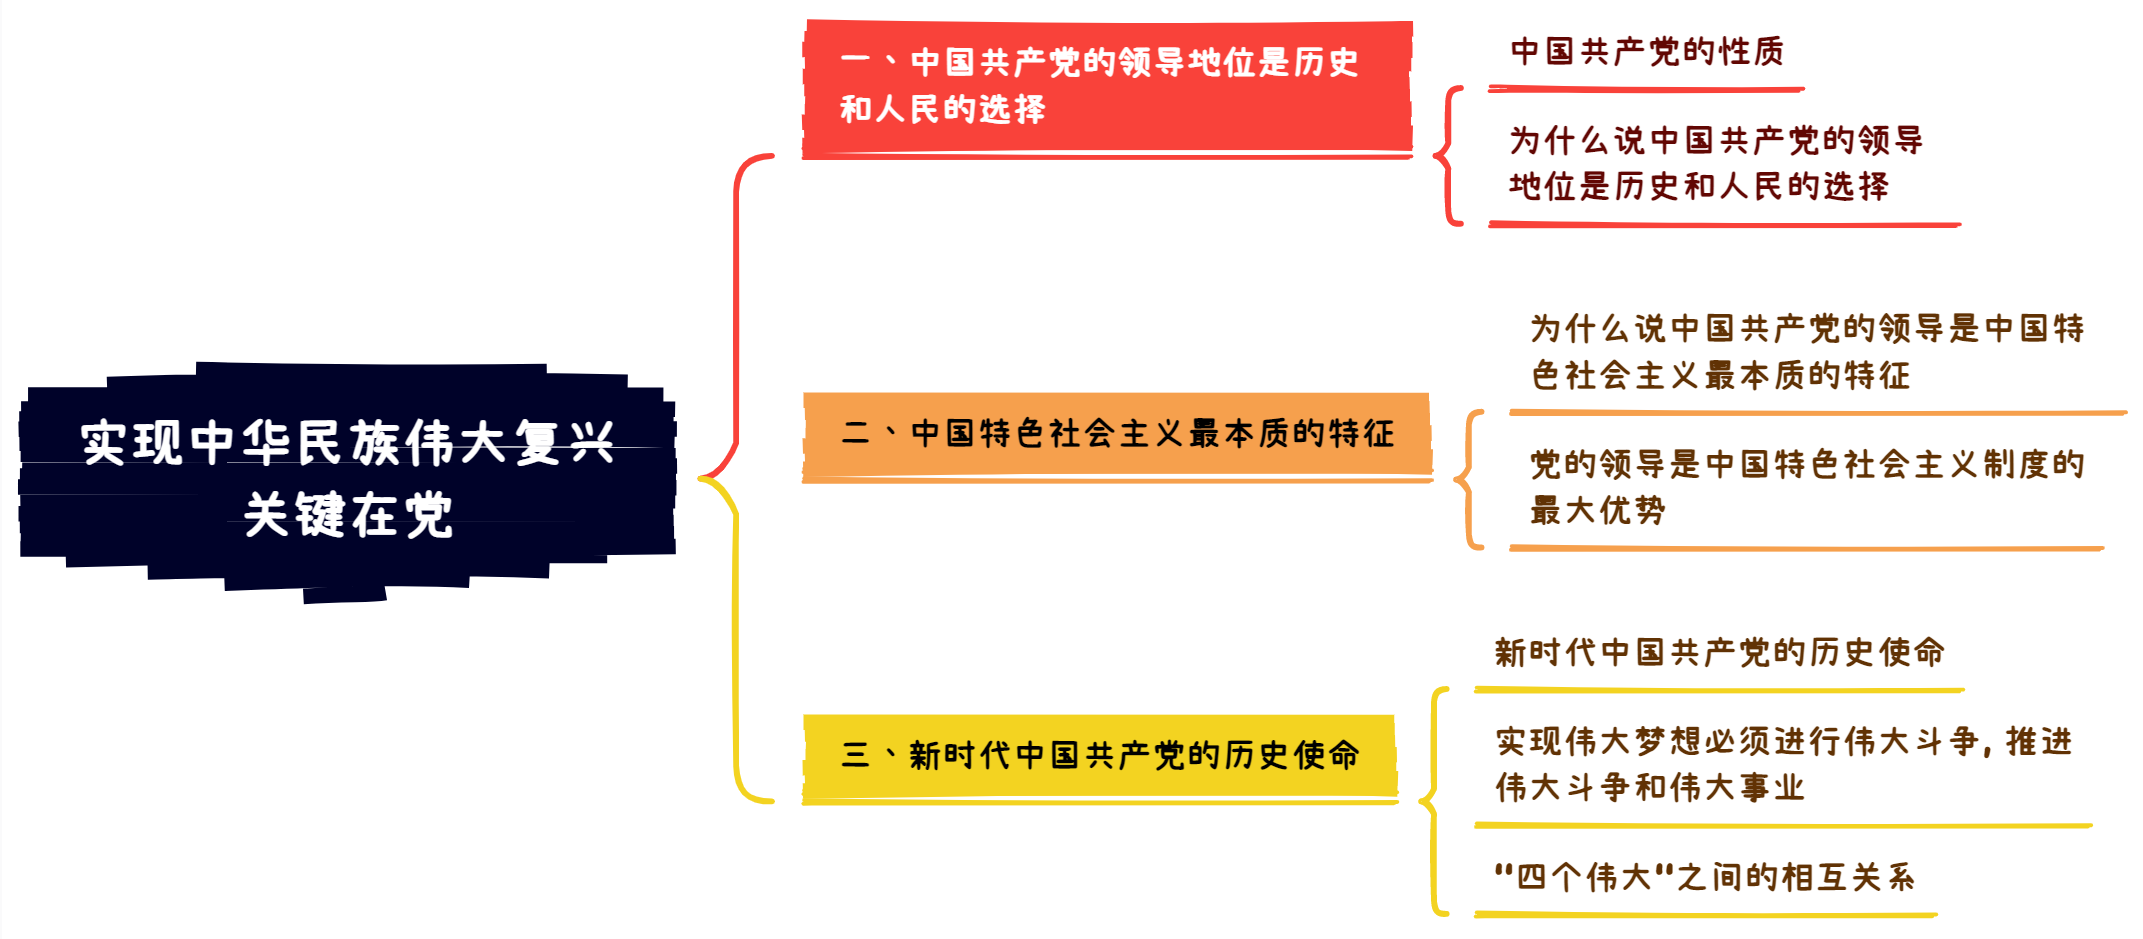 实现中华民族伟大复兴
关键在党
一、中国共产党的领导地位是历史
和人民的选择
中国共产党的性质
为什么说中国共产党的领导
地位是历史和人民的选择
二、中国特色社会主义最本质的特征
为什么说中国共产党的领导是中国特
色社会主义最本质的特征
党的领导是中国特色社会主义制度的
最大优势
三、新时代中国共产党的历史使命
新时代中国共产党的历史使命
实现伟大梦想必须进行伟大斗争, 推进
伟大斗争和伟大事业
"四个伟大"之间的相互关系